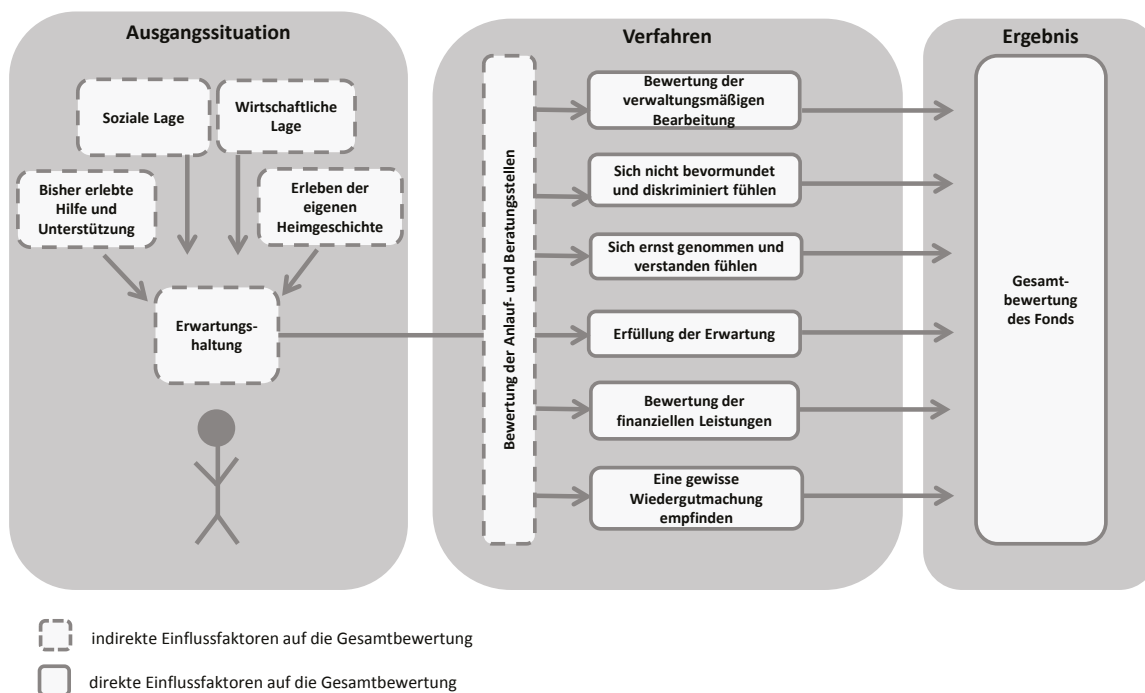 Ausgangssituation
Soziale Lage
Wirtschaftliche
Lage
Bisher erlebte
Hilfe und
Unterstützung
Erleben der
eigenen
Heimgeschichte
Erwartungs-
haltung
Verfahren
Bewertung der Anlauf- und Beratungsstellen
Bewertung der
verwaltungsmäßigen
Bearbeitung
Sich nicht bevormundet
und diskriminiert fühlen
Sich ernst genommen und
verstanden fühlen
Erfüllung der Erwartung
Bewertung der
finanziellen Leistungen
Eine gewisse
Wiedergutmachung
empfinden
Ergebnis
Gesamt-
bewertung
des Fonds
indirekte Einflussfaktoren auf die Gesamtbewertung
direkte Einflussfaktoren auf die Gesamtbewertung